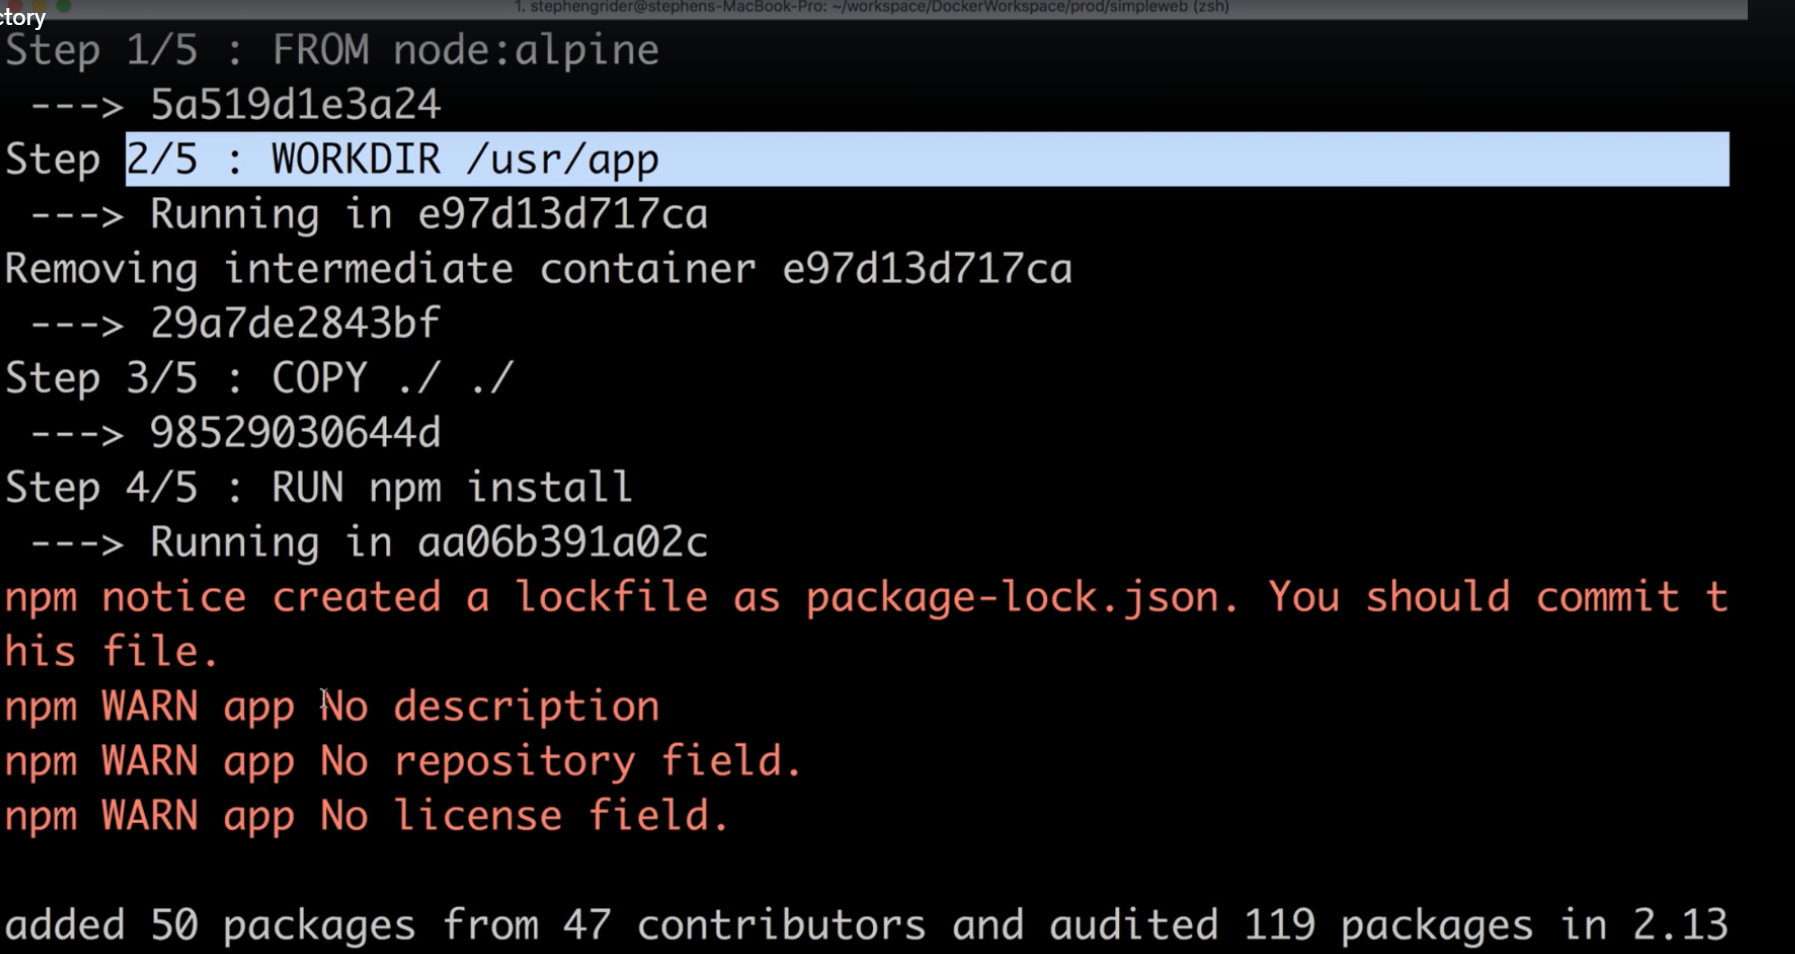 ctory
1. stephengrider@stephens-MacBook-Pro: ~/workspace/DockerWorkspace/prod/simpleweb (zsh)
Step 1/5 : FROM node:alpine
---> 5a519d1e3a24
Step 2/5 : WORKDIR /usr/app
---> Running in e97d13d717ca
Removing intermediate container e97d13d717ca
---> 29a7de2843bf
Step 3/5 : COPY ./ ./
---> 98529030644d
Step 4/5 : RUN npm install
---> Running in aa06b391a02c
npm notice created a lockfile as package-lock.json. You should commit t
his file.
npm WARN app No description
npm WARN app No repository field.
npm WARN app No license field.
added 50 packages from 47 contributors and audited 119 packages in 2.13